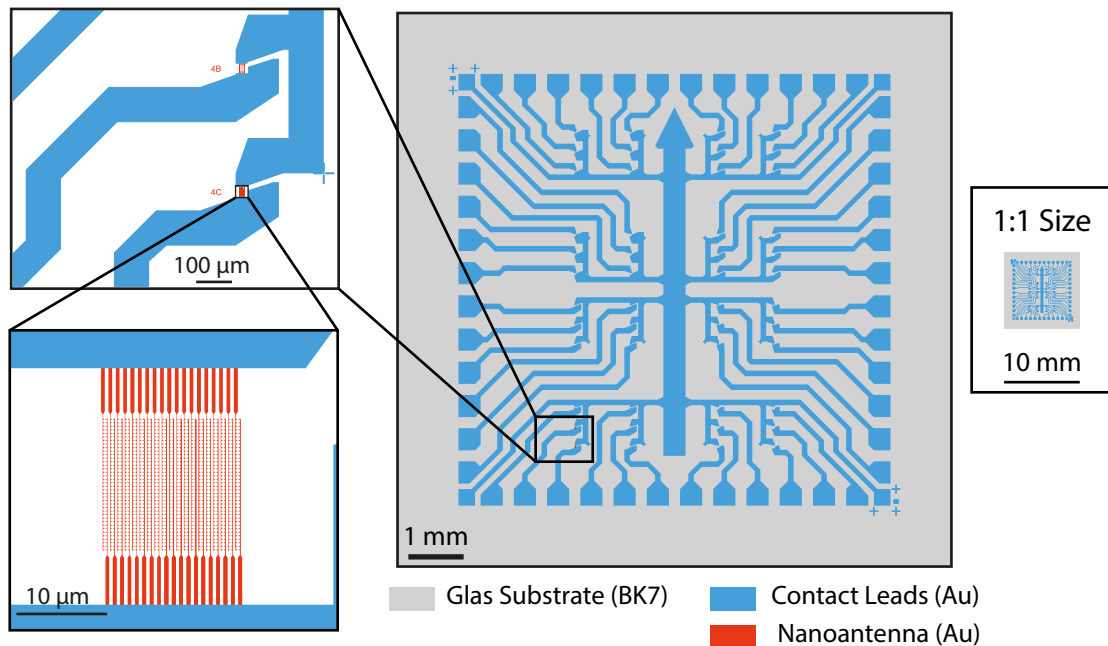 4B
4C
100 µm
10 µm
1 mm
1:1 Size
10 mm
Glas Substrate (BK7)
Contact Leads (Au)
Nanoantenna (Au)